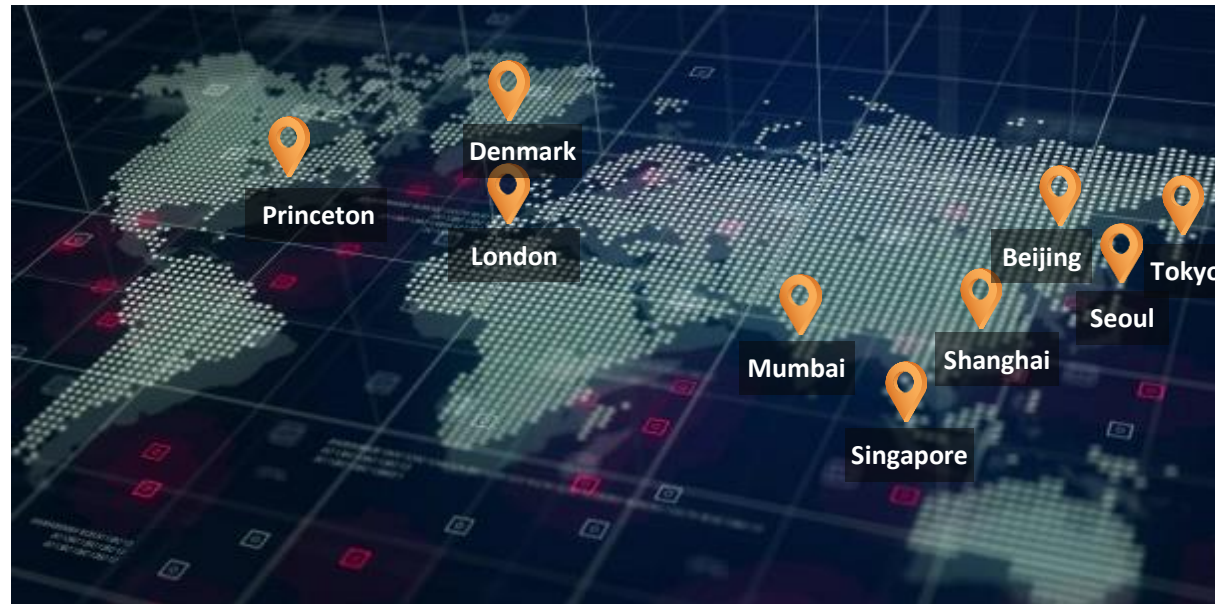 Denmark
Princeton
London
Beijing
Tokyo
Seoul
Mumbai
Shanghai
Singapore